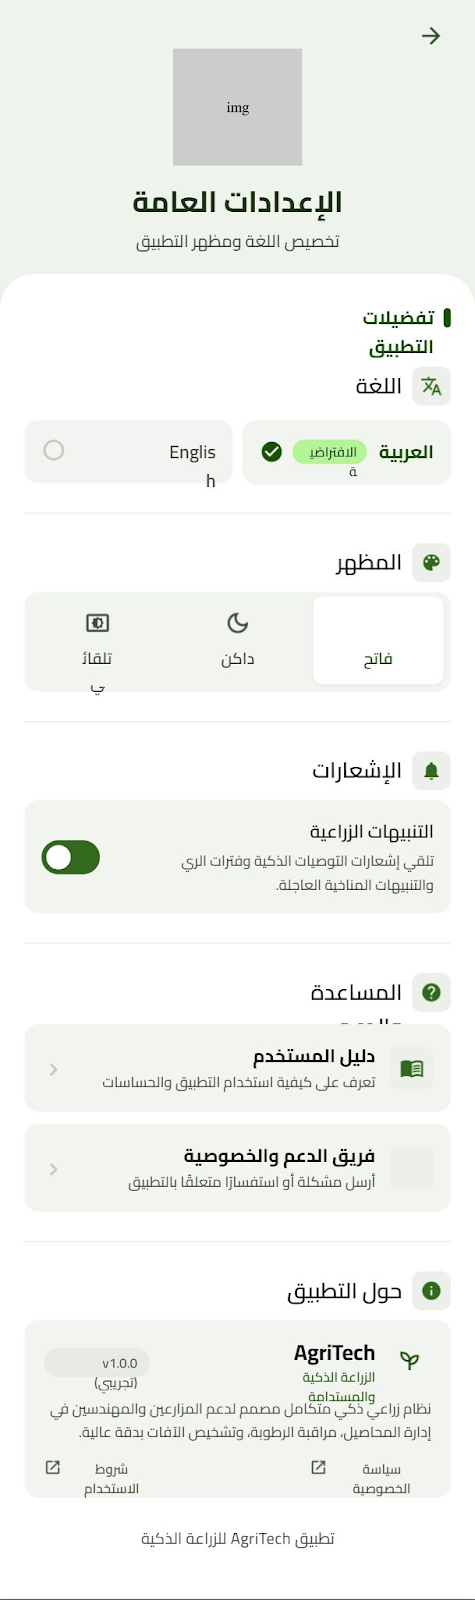 img
الإعدادات العامة
تخصيص اللغة ومظهر التطبيق
تفضيلات
التطبيق
اللغة
العربية
الافتراضي
ة
Englis
h
المظهر
فاتح
داكن
تلقائ
ي
الإشعارات
التنبيهات الزراعية
تلقي إشعارات التوصيات الذكية وفترات الري
والتنبيهات المناخية العاجلة.
المساعدة
دليل المستخدم
تعرف على كيفية استخدام التطبيق والحساسات
فريق الدعم والخصوصية
أرسل مشكلة أو استفسارًا متعلقًا بالتطبيق
حول التطبيق
AgriTech
الزراعة الذكية
والمستدامة
v1.0.0
(تجريبي)
نظام زراعي ذكي متكامل مصمم لدعم المزارعين والمهندسين في
إدارة المحاصيل، مراقبة الرطوبة، وتشخيص الآفات بدقة عالية.
سياسة
الخصوصية
شروط
الاستخدام
تطبيق AgriTech للزراعة الذكية